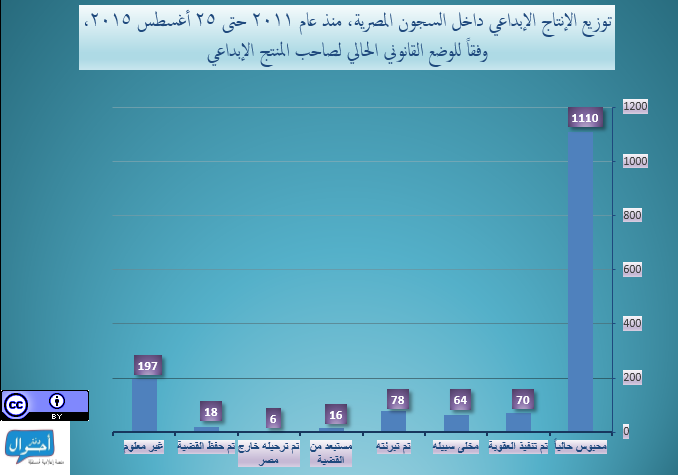 توزيع الإنتاج الإبداعي داخل السجون المصرية، منذ عام ٢٠١١ حتى ٢٥ أغسطس ٢٠١٥،
وفقاً للوضع القانوني الحالي لصاحب المنتج الإبداعي
1200
1000
800
600
400
200
0
1110
70
64
78
16
6
18
197
محبوس حاليا
تم تنفيذ العقوبة
مخلى سبيله
تم تبرئته
مستبعد من
القضية
تم ترحيله خارج
مصر
تم حفظ القضية
غير معلوم
cc
BY
دفتر
أحوال